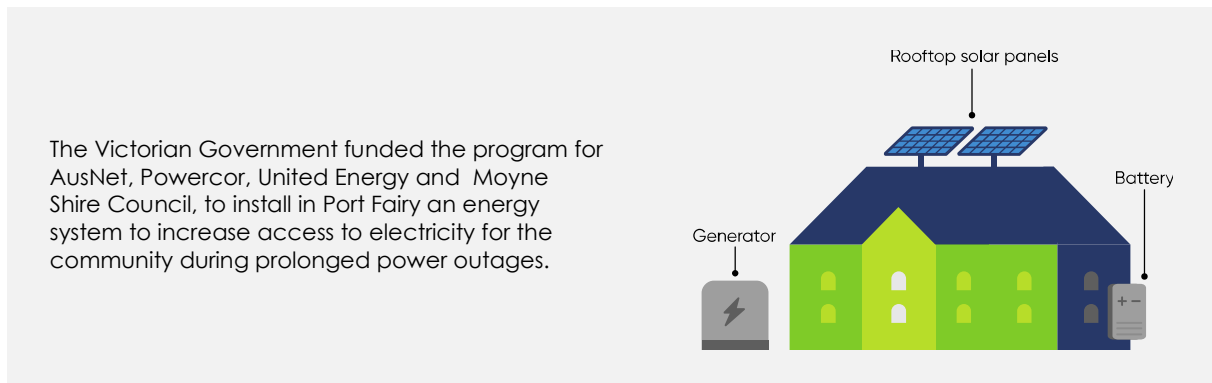 Rooftop solar panels
The Victorian Government funded the program for
AusNet, Powercor, United Energy and  Moyne
Shire Council, to install in Port Fairy an energy
system to increase access to electricity for the
community during prolonged power outages.
Battery
Generator
+ -